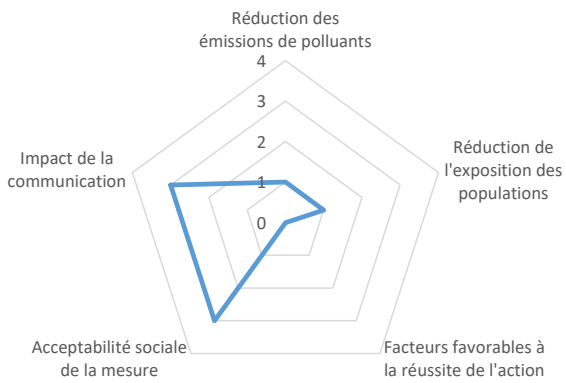 Réduction des
émissions de polluants
4
3
2
1
0
Réduction de
l'exposition des
populations
Facteurs favorables à
la réussite de l'action
Acceptabilité sociale
de la mesure
Impact de la
communication